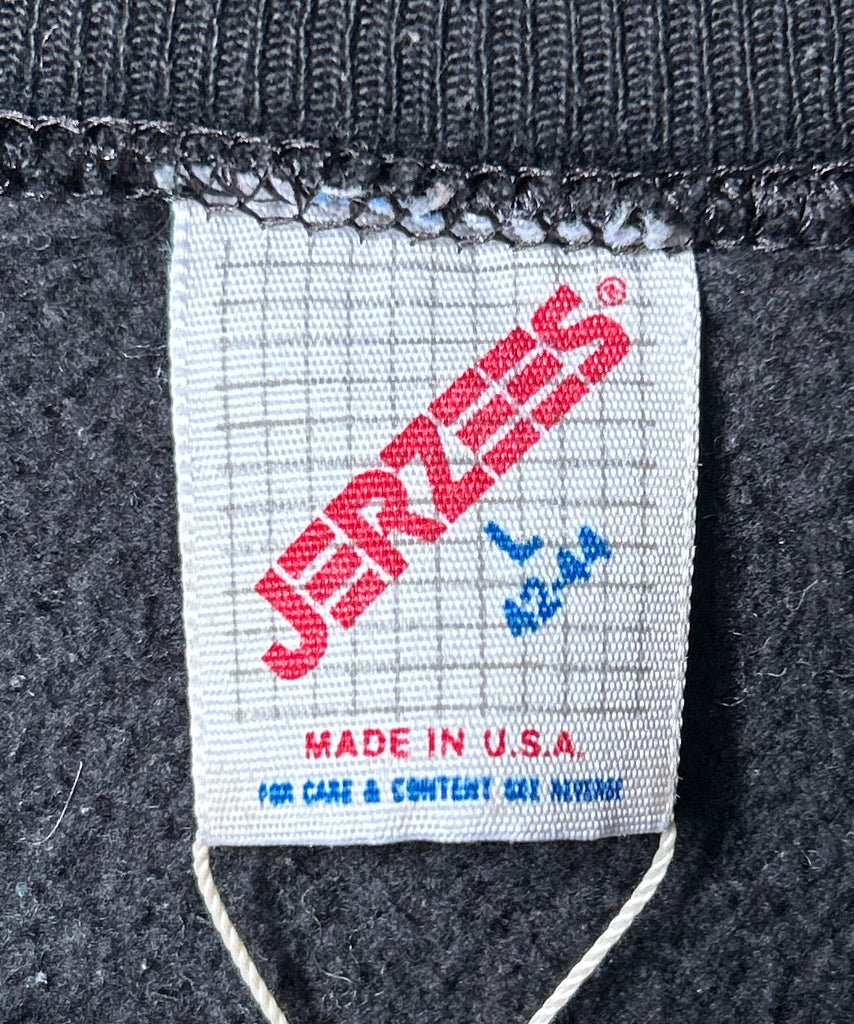 JERZEES®
L
42-44
MADE IN U.S.A.
FOR CARE & CONTENT SEE REVERSE